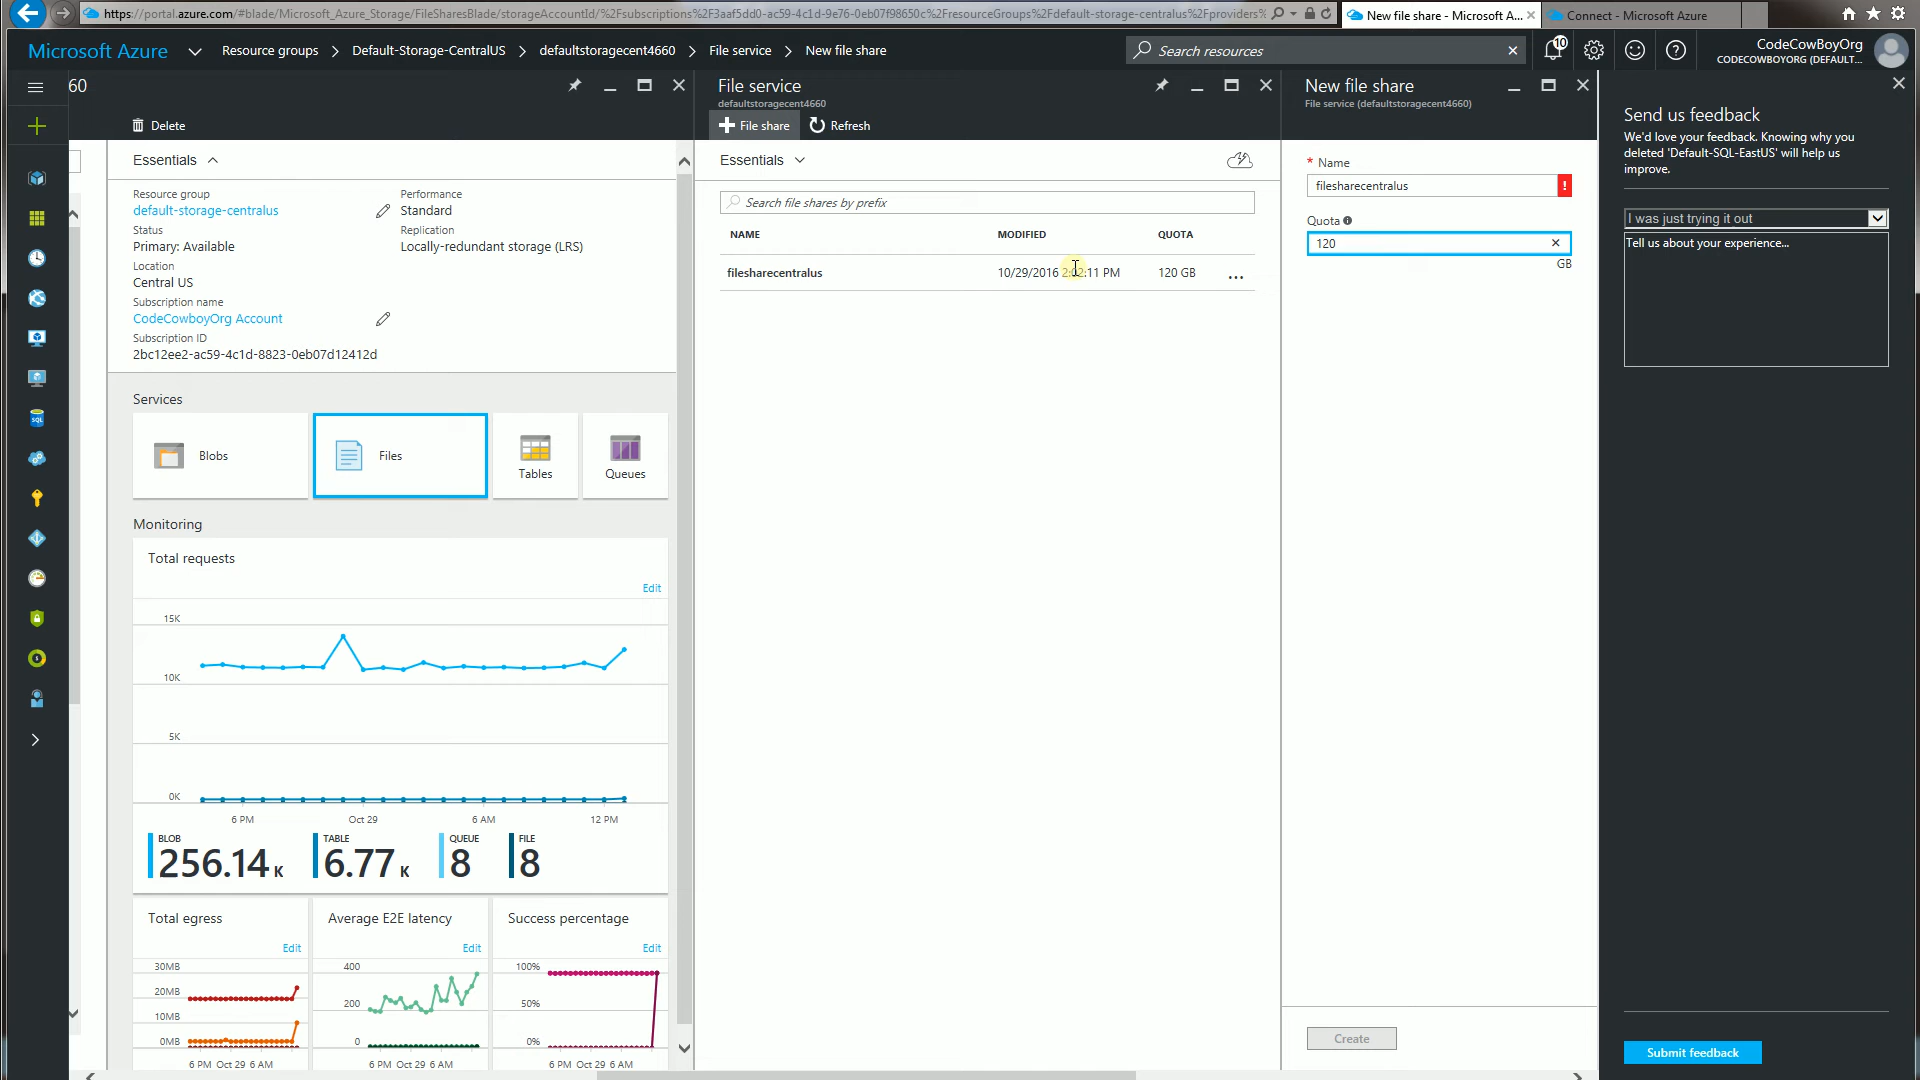 https://portal.azure.com/#blade/Microsoft_Azure_Storage/FileSharesBlade/storageAccountId/%2Fsubscriptions%2F3aaf5dd0-ac59-4c1d-9e76-0eb07f98650c%2FresourceGroups%2Fdefault-storage-centralus%2Fproviders%
New file share - Microsoft A...
Connect - Microsoft Azure
Microsoft Azure
Resource groups
Default-Storage-CentralUS
defaultstoragecent4660
File service
New file share
Search resources
10
CodeCowBoyOrg
CODECOWBOYORG (DEFAULT...
60
Delete
Essentials
Resource group
default-storage-centralus
Performance
Standard
Status
Primary: Available
Replication
Locally-redundant storage (LRS)
Location
Central US
Subscription name
CodeCowboyOrg Account
Subscription ID
2bc12ee2-ac59-4c1d-8823-0eb07d12412d
Services
Blobs
Files
Tables
Queues
Monitoring
Total requests
Edit
15K
10K
5K
0K
6 PM
Oct 29
6 AM
12 PM
BLOB
256.14 K
TABLE
6.77 K
QUEUE
8
FILE
8
Total egress
Edit
30MB
20MB
10MB
0MB
6 PM Oct 29 6 AM
Average E2E latency
Edit
400
200
0
6 PM Oct 29 6 AM
Success percentage
Edit
100%
50%
0%
6 PM Oct 29 6 AM
File service
defaultstoragecent4660
File share
Refresh
Essentials
Search file shares by prefix
NAME MODIFIED QUOTA
filesharecentralus 10/29/2016 2:02:11 PM 120 GB ...
New file share
File service (defaultstoragecent4660)
* Name
filesharecentralus
!
Quota
120
GB
Create
Send us feedback
We'd love your feedback. Knowing why you
deleted 'Default-SQL-EastUS' will help us
improve.
I was just trying it out
Tell us about your experience...
Submit feedback
SQL